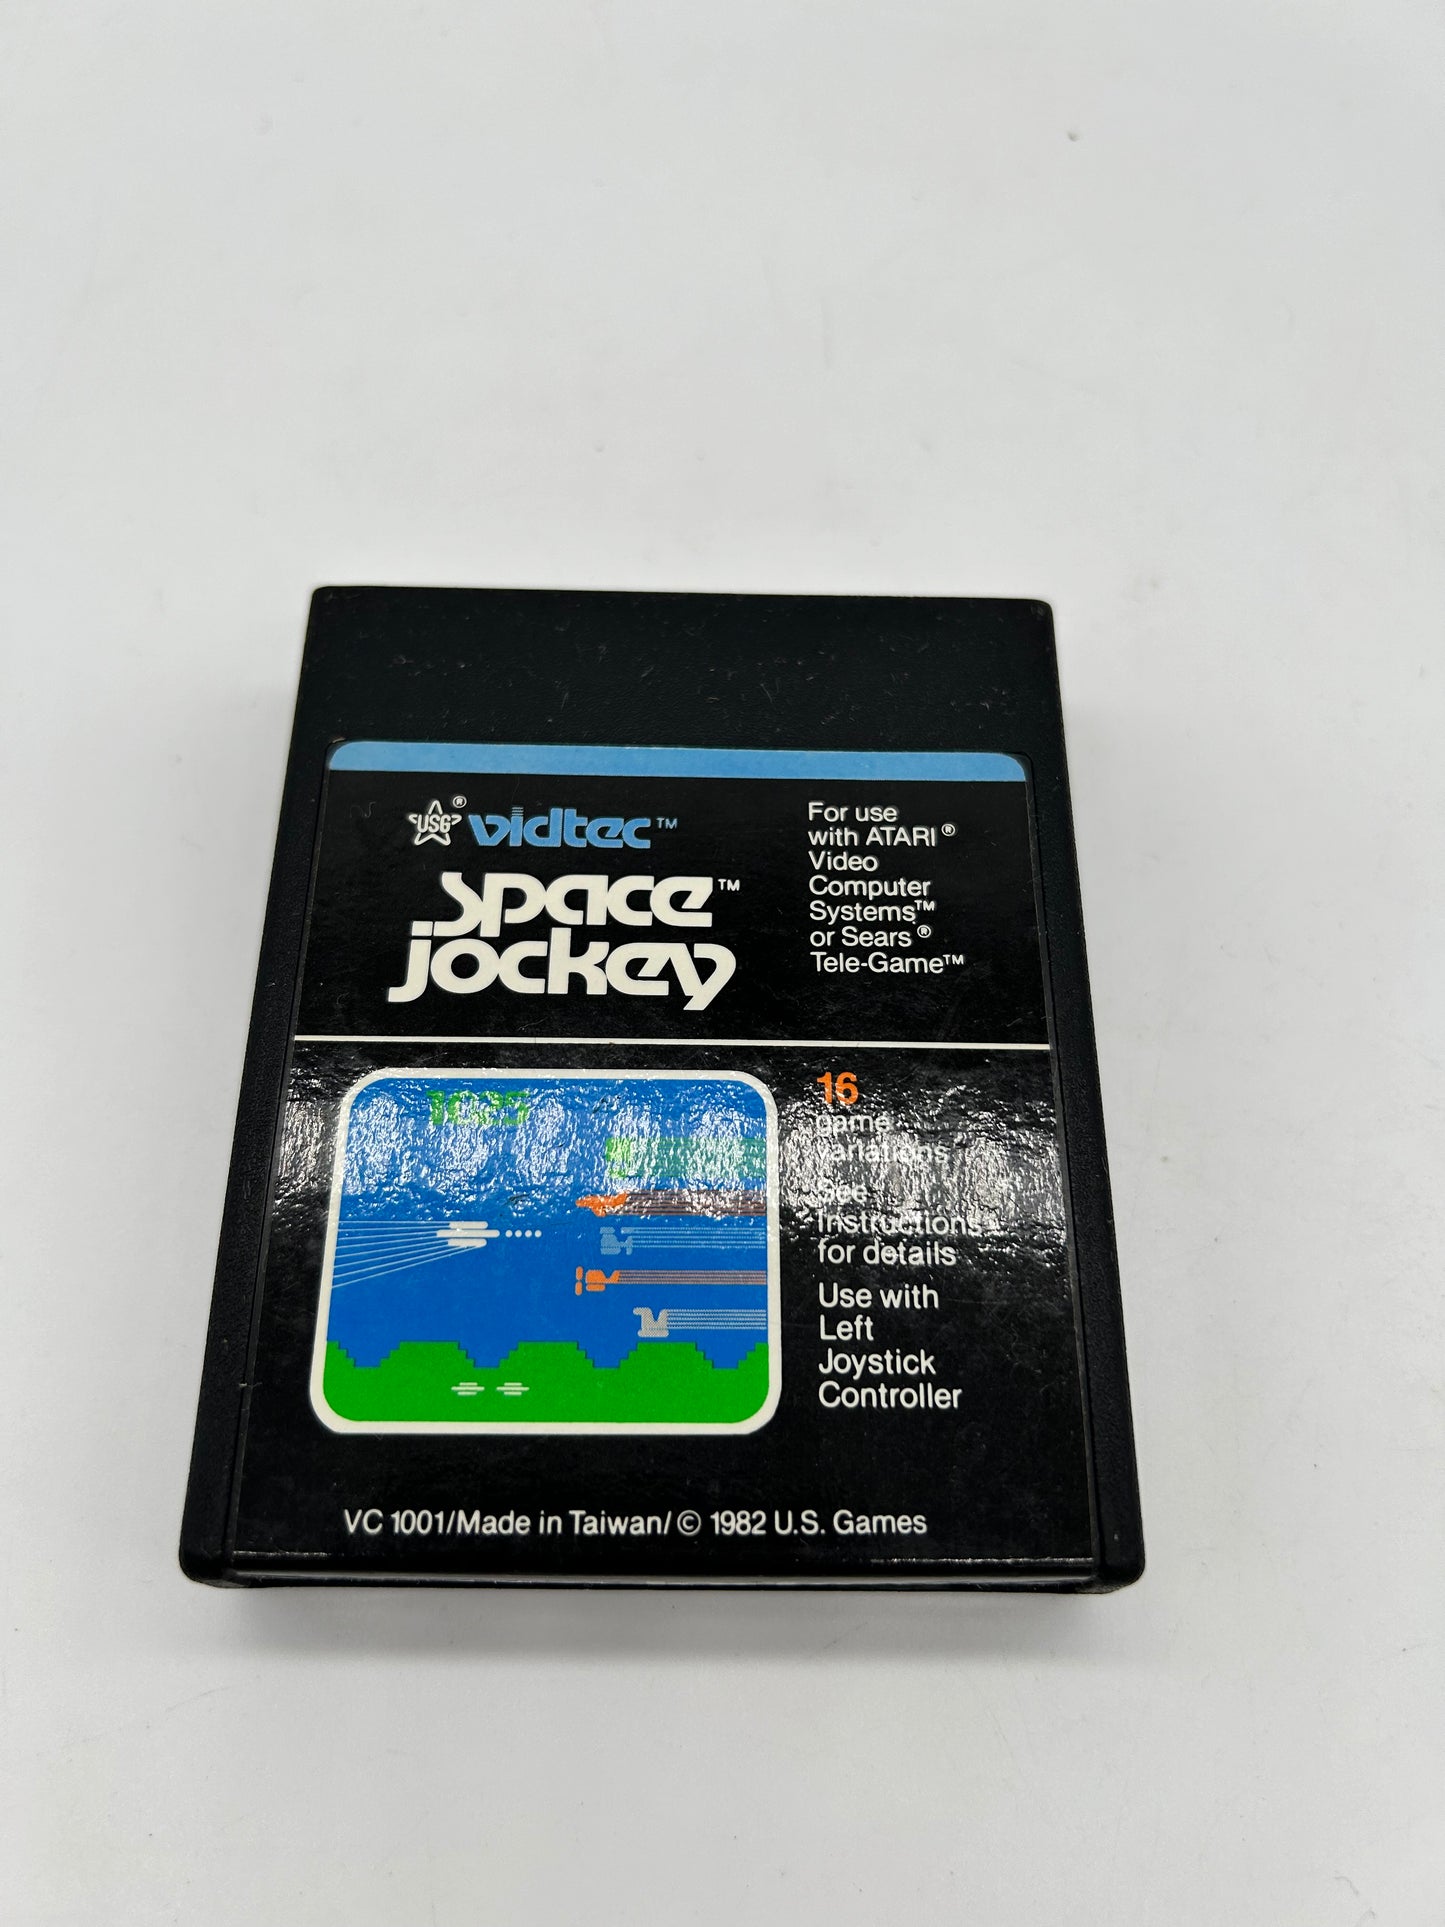 USG® vidtec™
space™
jockey
For use
with ATARI®
Video
Computer
Systems™
or Sears®
Tele-Game™
1025
16
game
variations
See
Instructions
for details
Use with
Left
Joystick
Controller
VC 1001/Made in Taiwan/© 1982 U.S. Games